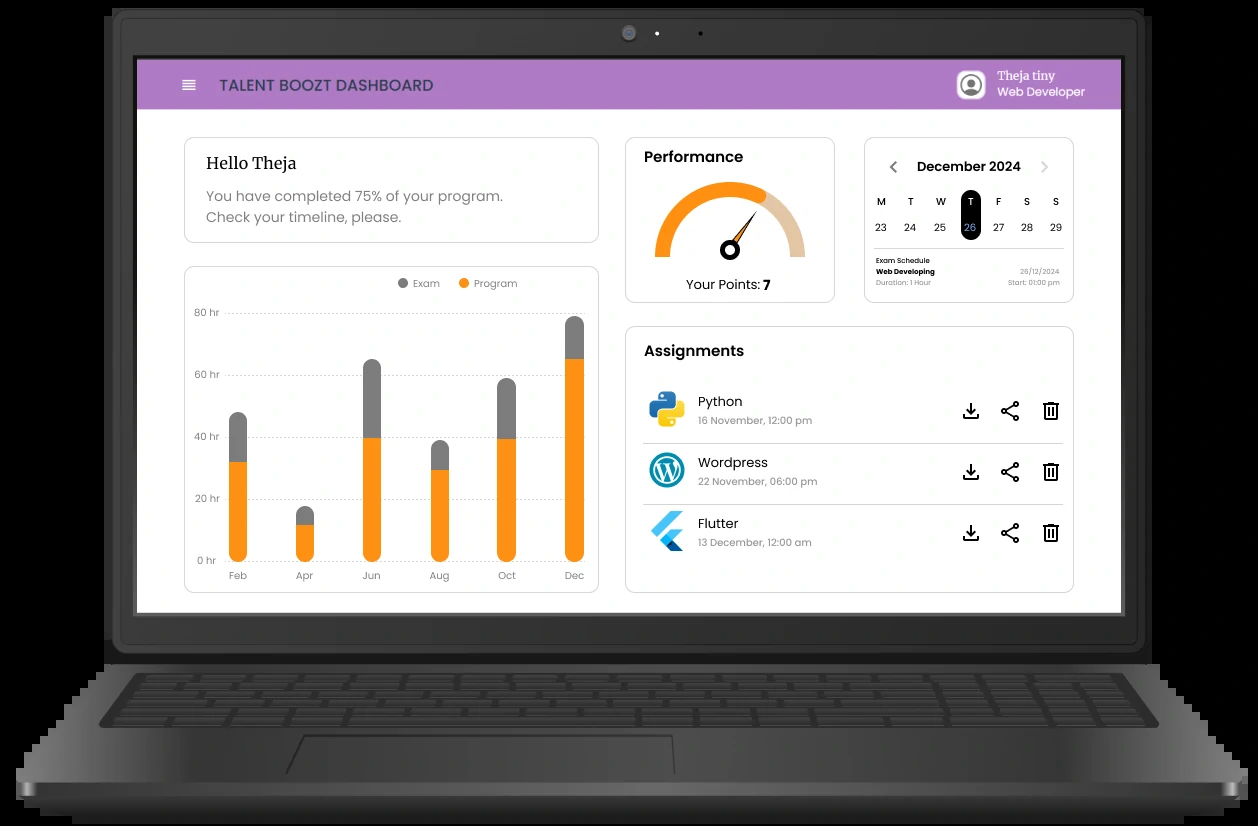 TALENT BOOZT DASHBOARD
Theja tiny
Web Developer
Hello Theja
You have completed 75% of your program.
Check your timeline, please.
Exam Program
80 hr
60 hr
40 hr
20 hr
0 hr
Feb Apr Jun Aug Oct Dec
Performance
Your Points: 7
December 2024
M T W T F S S
23 24 25 26 27 28 29
Exam Schedule
Web Developing 26/12/2024
Duration: 1 Hour Start: 01:00 pm
Assignments
Python
16 November, 12:00 pm
Wordpress
22 November, 06:00 pm
Flutter
13 December, 12:00 am